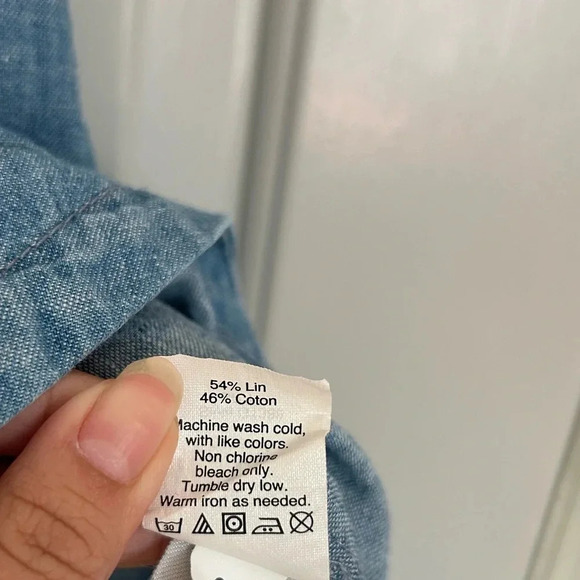 54% Lin
46% Coton
Machine wash cold,
with like colors.
Non chlorine
bleach only.
Tumble dry low.
Warm iron as needed.
30